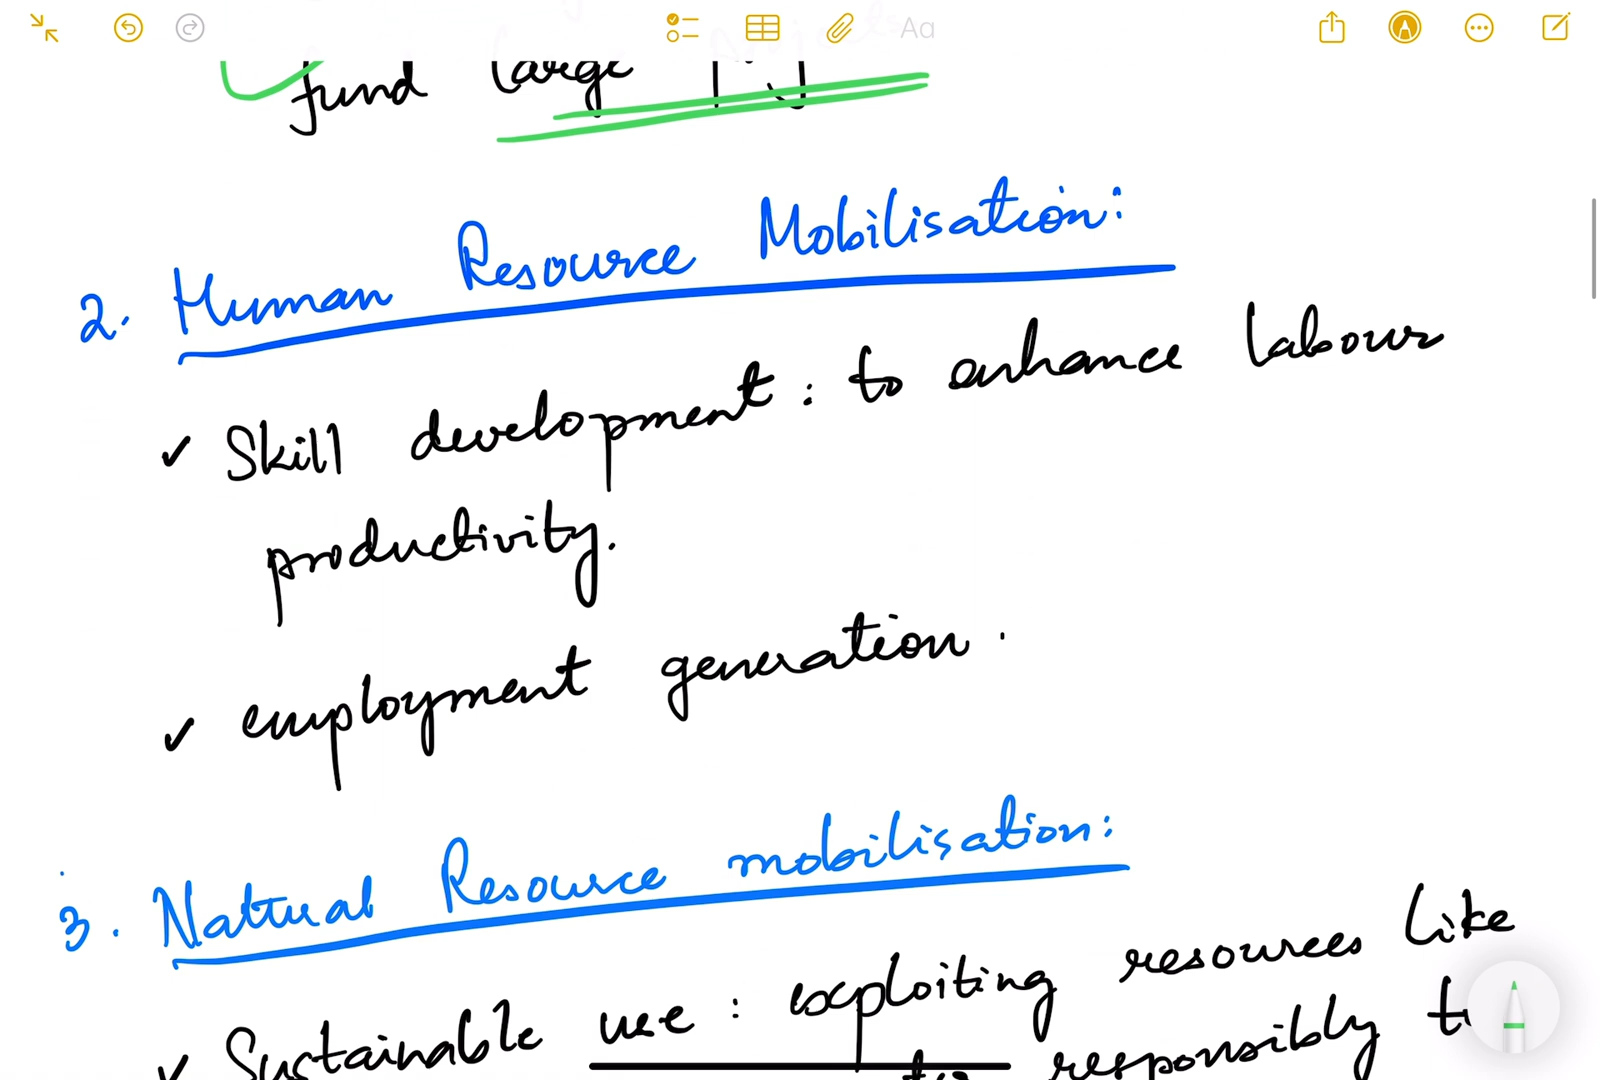 Aa
fund large
2. Human Resource Mobilisation:
✓ Skill development : to enhance labour
productivity.
✓ employment generation.
3. Natural Resource mobilisation:
✓ Sustainable use : exploiting resources like
responsibly